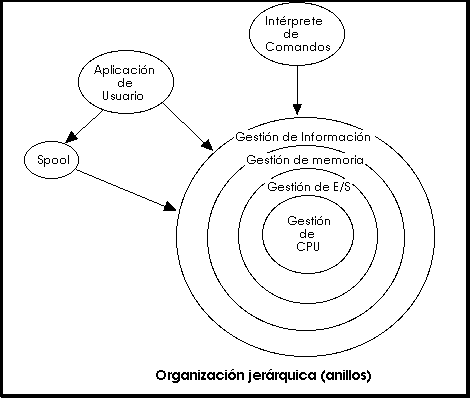 Intérprete
de
Comandos
Aplicación
de
Usuario
Spool
Gestión de Información
Gestión de memoria
Gestión de E/S
Gestión
de
CPU
Organización jerárquica (anillos)